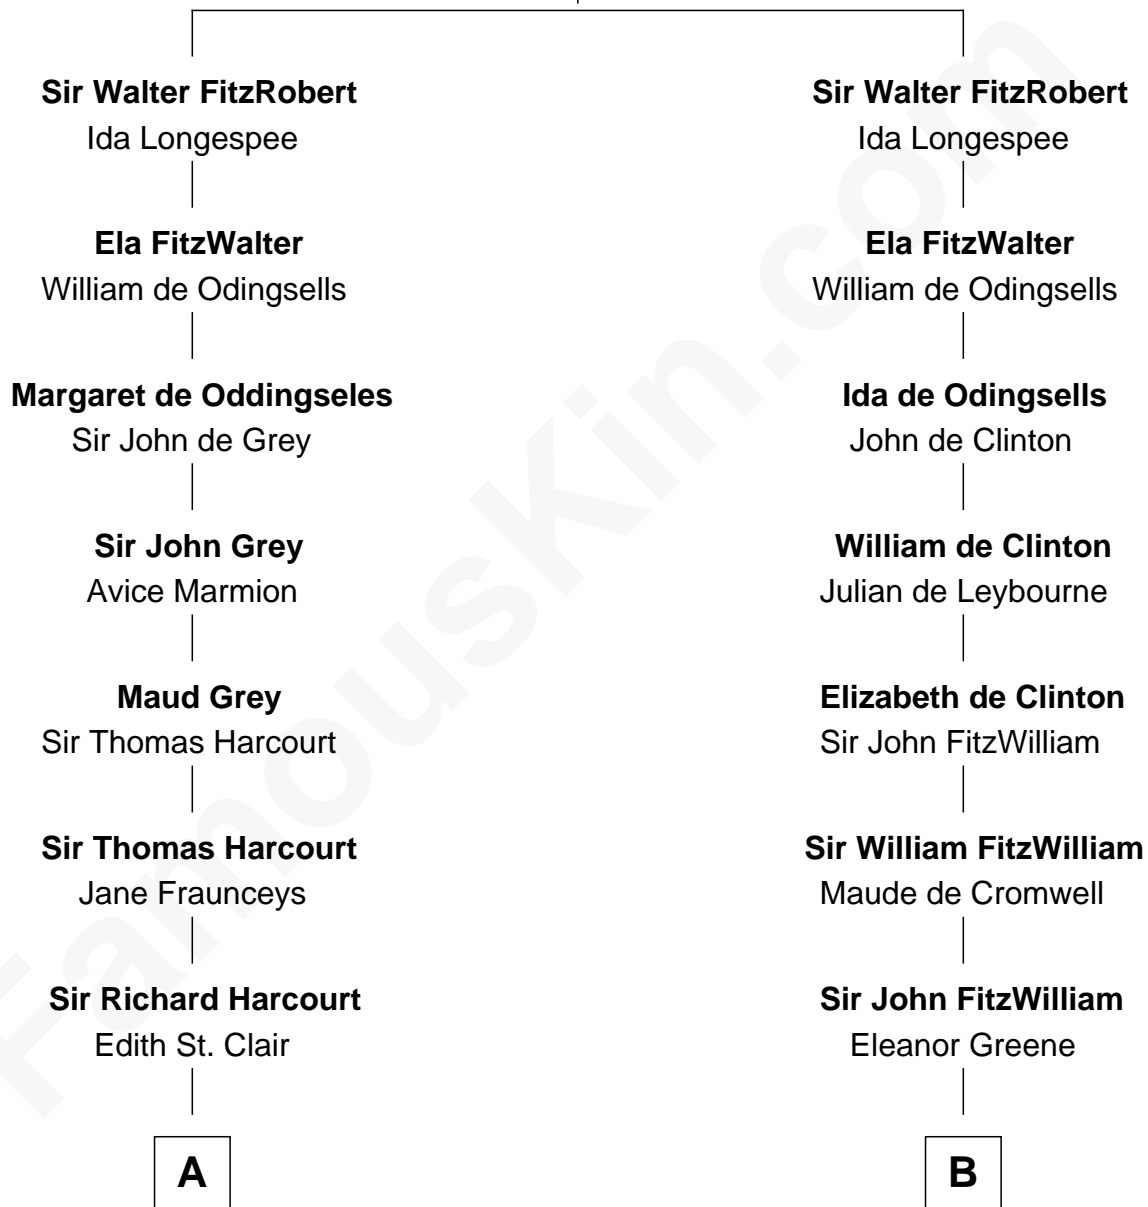 Sir Walter FitzRobert
Ida Longespee
Ela FitzWalter
William de Odingsells
Margaret de Oddingseles
Sir John de Grey
Sir John Grey
Avice Marmion
Maud Grey
Sir Thomas Harcourt
Sir Thomas Harcourt
Jane Fraunceys
Sir Richard Harcourt
Edith St. Clair
A
Sir Walter FitzRobert
Ida Longespee
Ela FitzWalter
William de Odingsells
Ida de Odingsells
John de Clinton
William de Clinton
Julian de Leybourne
Elizabeth de Clinton
Sir John FitzWilliam
Sir William FitzWilliam
Maude de Cromwell
Sir John FitzWilliam
Eleanor Greene
B
FamousKin.com